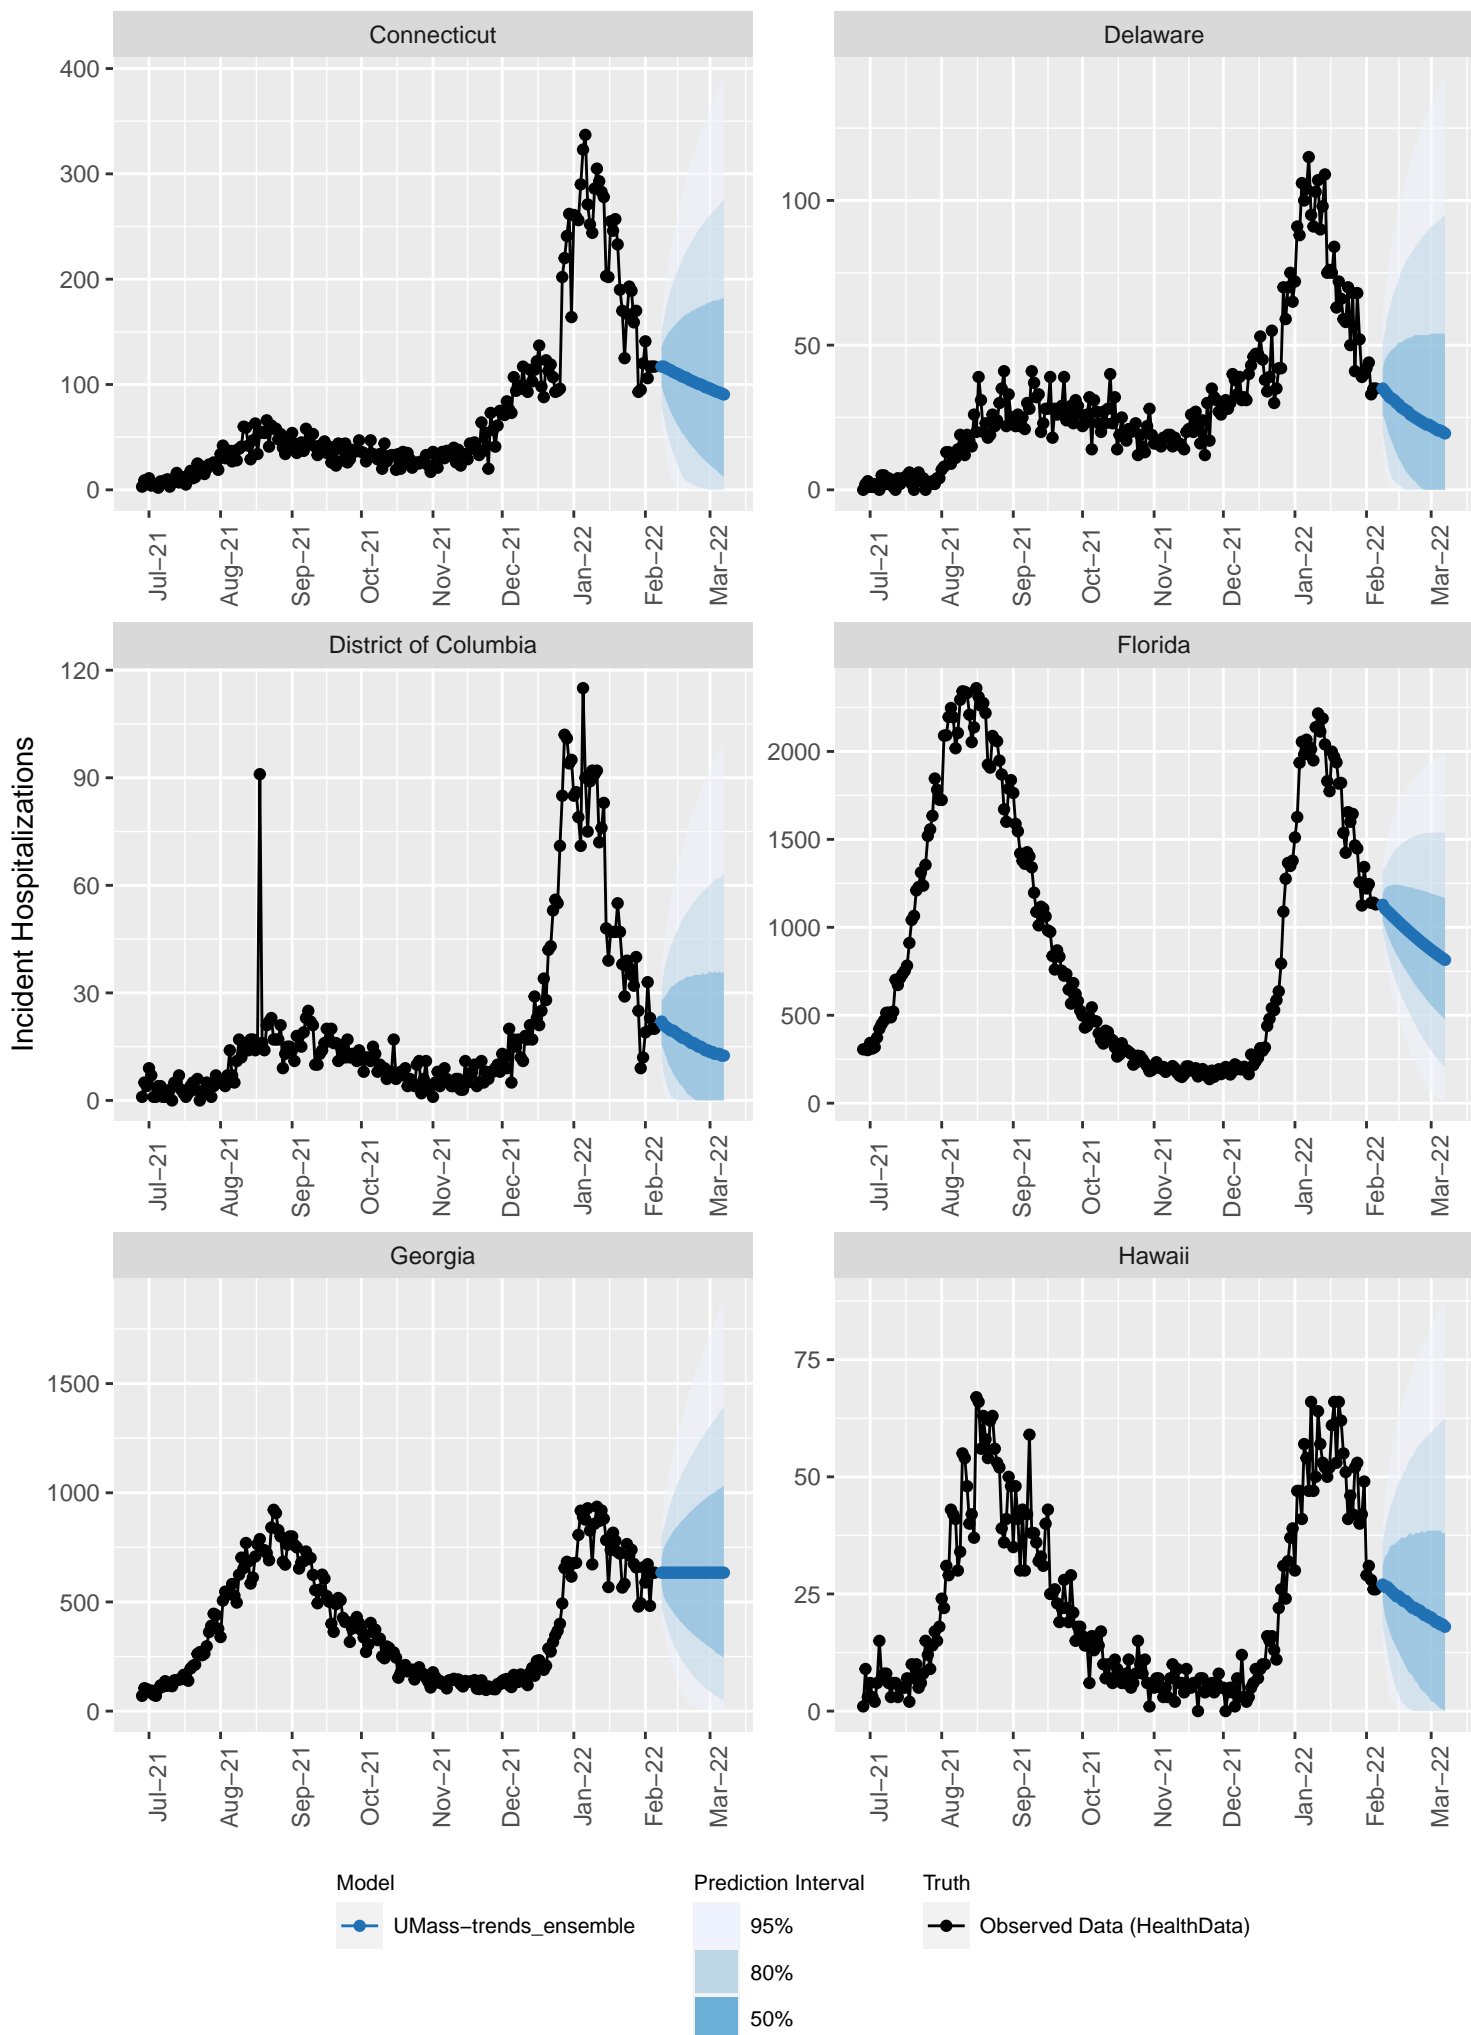 Connecticut
Delaware
400
300
200
100
0
100
50
0
Jul−21
Aug−21
Sep−21
Oct−21
Nov−21
Dec−21
Jan−22
Feb−22
Mar−22
Jul−21
Aug−21
Sep−21
Oct−21
Nov−21
Dec−21
Jan−22
Feb−22
Mar−22
District of Columbia
Florida
Incident Hospitalizations
120
90
60
30
0
2000
1500
1000
500
0
Jul−21
Aug−21
Sep−21
Oct−21
Nov−21
Dec−21
Jan−22
Feb−22
Mar−22
Jul−21
Aug−21
Sep−21
Oct−21
Nov−21
Dec−21
Jan−22
Feb−22
Mar−22
Georgia
Hawaii
1500
1000
500
0
75
50
25
0
Jul−21
Aug−21
Sep−21
Oct−21
Nov−21
Dec−21
Jan−22
Feb−22
Mar−22
Jul−21
Aug−21
Sep−21
Oct−21
Nov−21
Dec−21
Jan−22
Feb−22
Mar−22
Model
UMass−trends_ensemble
Prediction Interval
95%
80%
50%
Truth
Observed Data (HealthData)